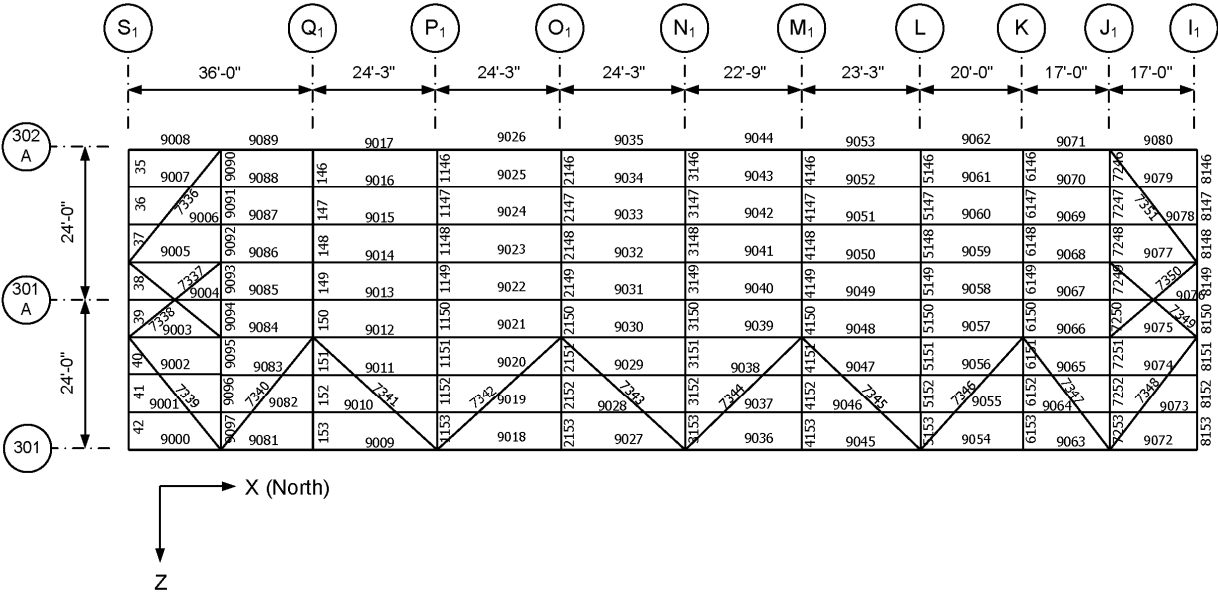 S1 Q1 P1 O1 N1 M1 L K J1 I1
36'-0" 24'-3" 24'-3" 24'-3" 22'-9" 23'-3" 20'-0" 17'-0" 17'-0"
302
A
9008 9089 9017 9026 9035 9044 9053 9062 9071 9080
35 9090 146 1146 2146 3146 4146 5146 6146 7246 8146
9007 9088 9016 9025 9034 9043 9052 9061 9070 9079
36 7336 9091 147 1147 2147 3147 4147 5147 6147 7247 7351 8147
9006 9087 9015 9024 9033 9042 9051 9060 9069 9078
24'-0"
37 9092 148 1148 2148 3148 4148 5148 6148 7248 8148
9005 9086 9014 9023 9032 9041 9050 9059 9068 9077
38 7337 9093 149 1149 2149 3149 4149 5149 6149 7249 7350 8149
9004 9085 9013 9022 9031 9040 9049 9058 9067 9076
301
A
39 7338 9094 150 1150 2150 3150 4150 5150 6150 7250 7349 8150
9003 9084 9012 9021 9030 9039 9048 9057 9066 9075
40 9095 151 1151 2151 3151 4151 5151 6151 7251 8151
9002 9083 9011 9020 9029 9038 9047 9056 9065 9074
24'-0"
41 7339 9096 7340 152 7341 1152 7342 2152 7343 3152 7344 4152 7345 5152 7346 6152 7347 7252 7348 8152
9001 9082 9010 9019 9028 9037 9046 9055 9064 9073
42 9097 153 1153 2153 3153 4153 5153 6153 7253 8153
9000 9081 9009 9018 9027 9036 9045 9054 9063 9072
301
X (North)
Z